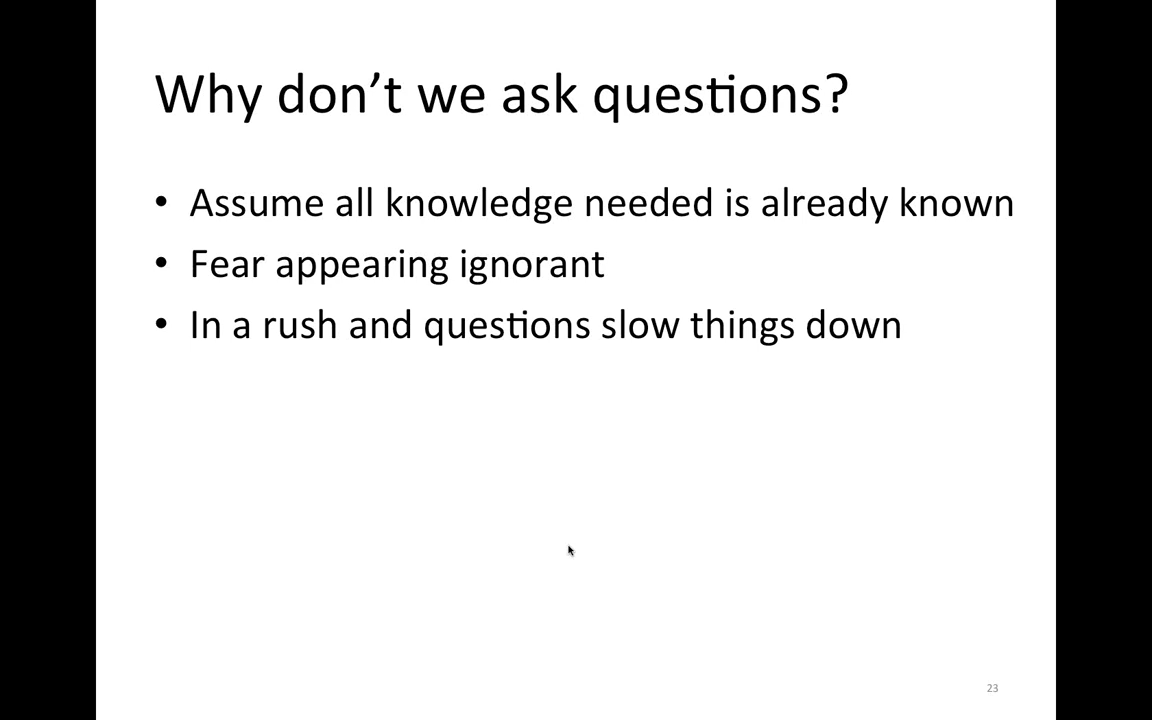 Why don’t we ask questions?
• Assume all knowledge needed is already known
• Fear appearing ignorant
• In a rush and questions slow things down
23